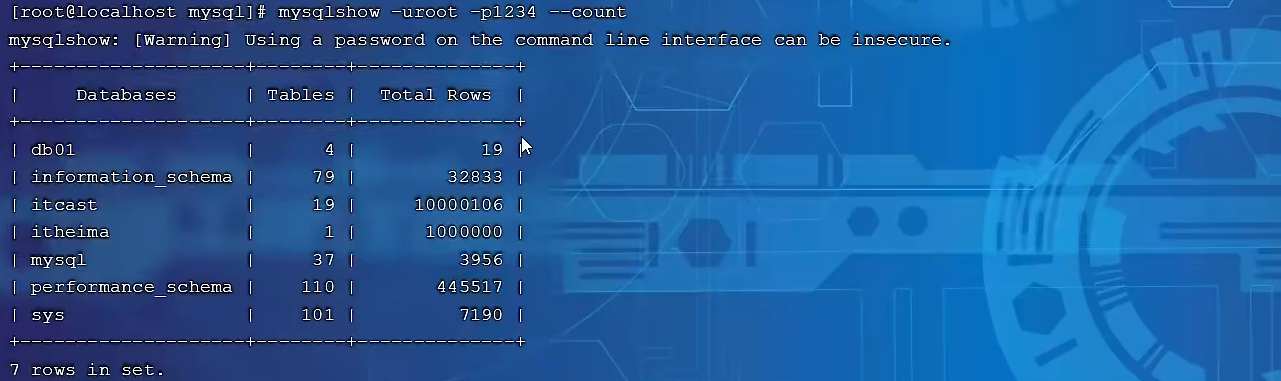 [root@localhost mysql]# mysqlshow -uroot -p1234 --count
mysqlshow: [Warning] Using a password on the command line interface can be insecure.
+--------------------+--------+--------------+
|     Databases      | Tables |  Total Rows  |
+--------------------+--------+--------------+
| db01               |      4 |           19 |
| information_schema |     79 |        32833 |
| itcast             |     19 |     10000106 |
| itheima            |      1 |      1000000 |
| mysql              |     37 |         3956 |
| performance_schema |    110 |       445517 |
| sys                |    101 |         7190 |
+--------------------+--------+--------------+
7 rows in set.